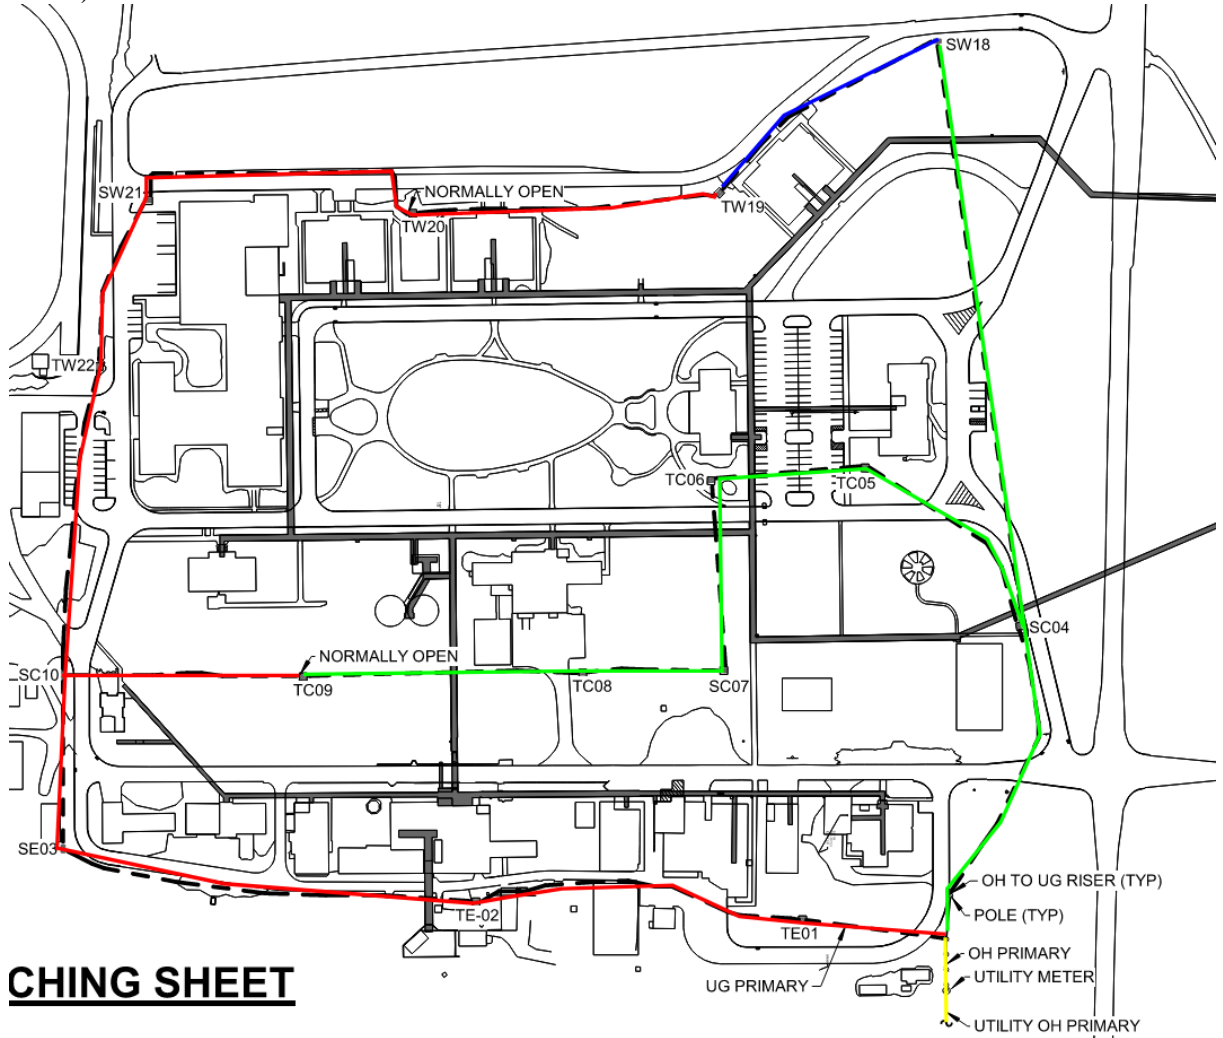 SW18
SW21
NORMALLY OPEN
TW19
TW20
TW22
TC06
TC05
SC04
NORMALLY OPEN
SC10
TC09
TC08
SC07
SE03
OH TO UG RISER (TYP)
TE-02
POLE (TYP)
TE01
OH PRIMARY
CHING SHEET
UG PRIMARY
UTILITY METER
UTILITY OH PRIMARY